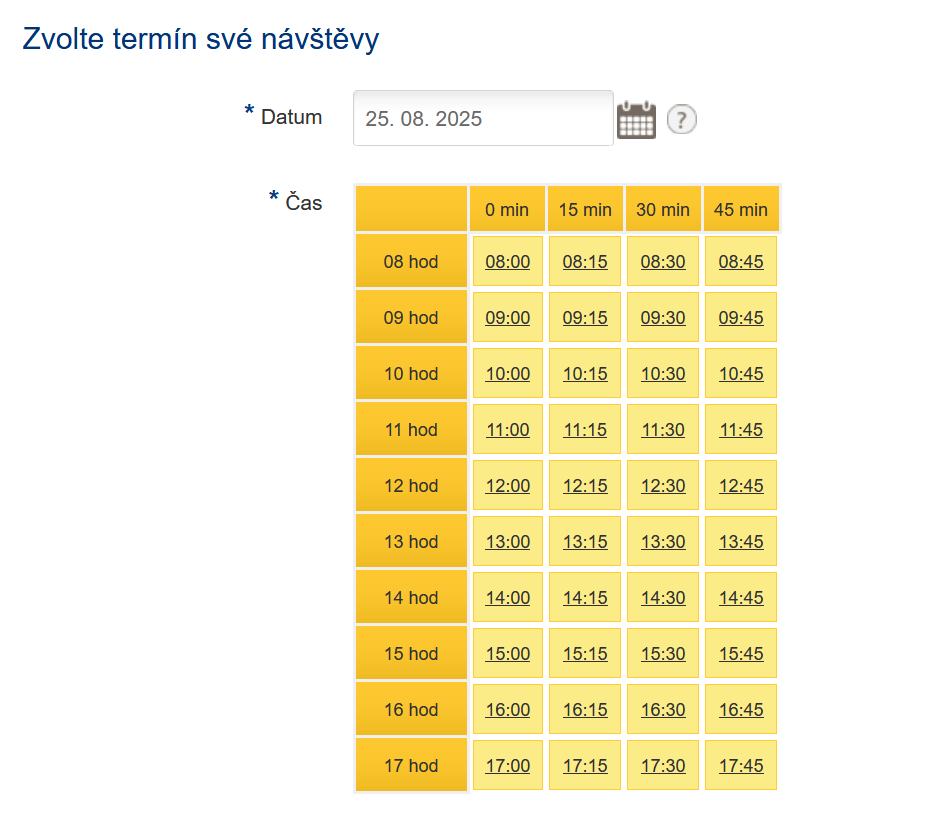 Zvolte termín své návštěvy
* Datum 25. 08. 2025 ?
* Čas
0 min 15 min 30 min 45 min
08 hod 08:00 08:15 08:30 08:45
09 hod 09:00 09:15 09:30 09:45
10 hod 10:00 10:15 10:30 10:45
11 hod 11:00 11:15 11:30 11:45
12 hod 12:00 12:15 12:30 12:45
13 hod 13:00 13:15 13:30 13:45
14 hod 14:00 14:15 14:30 14:45
15 hod 15:00 15:15 15:30 15:45
16 hod 16:00 16:15 16:30 16:45
17 hod 17:00 17:15 17:30 17:45